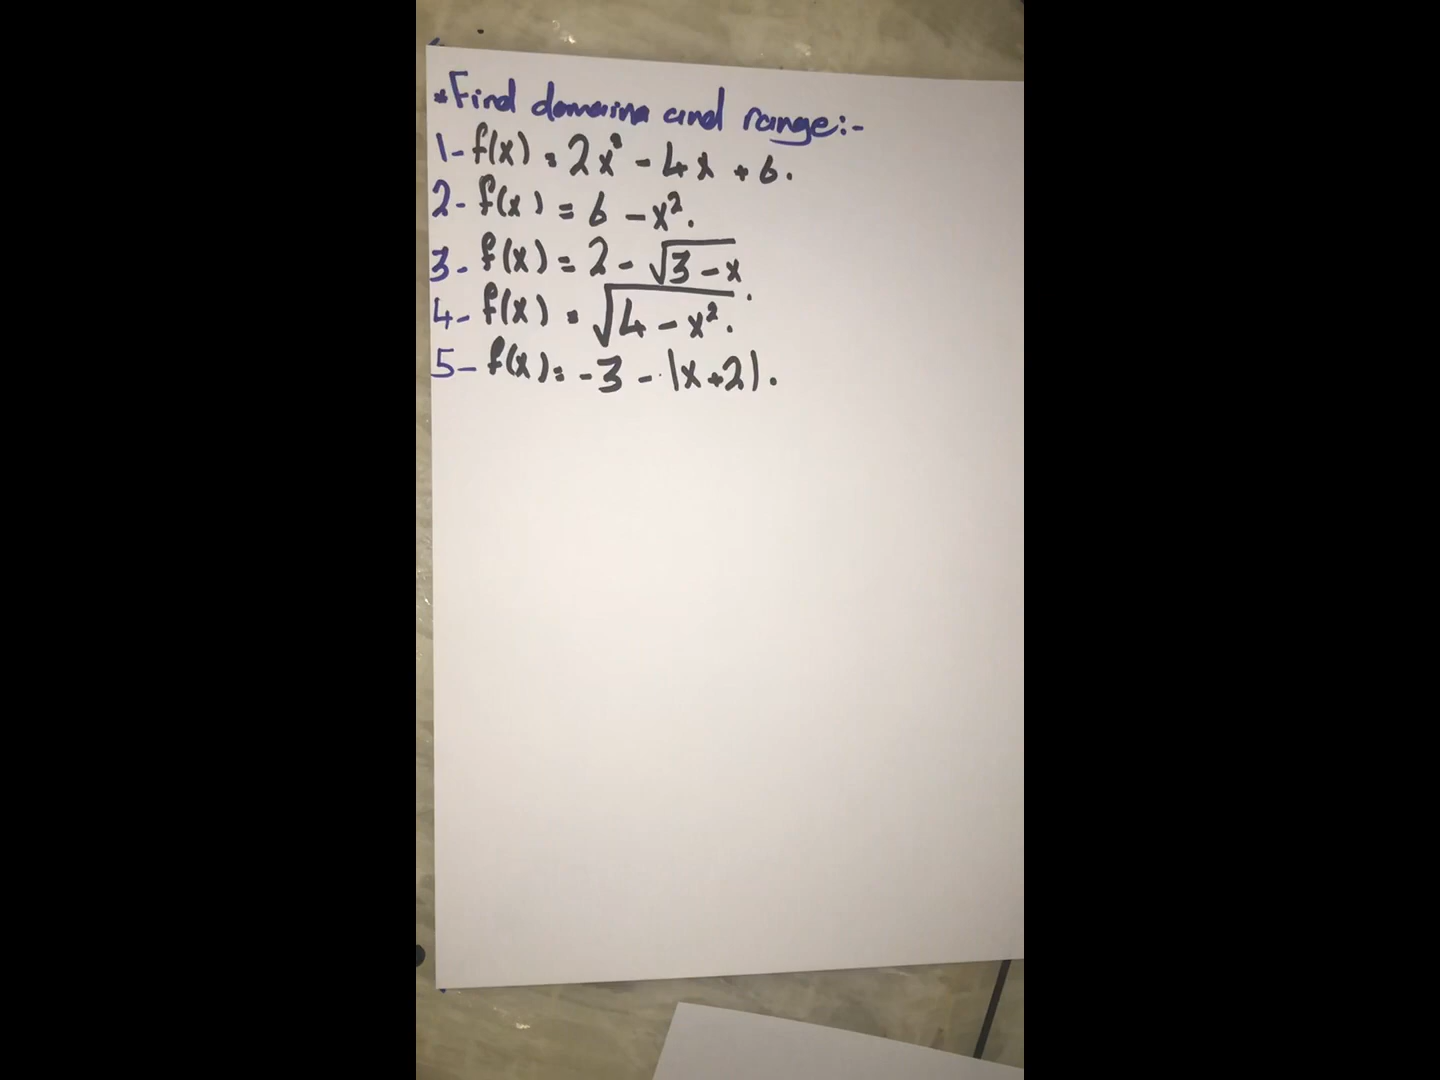 *Find domain and range:-
1- f(x) = 2x² - 4x + 6.
2- f(x) = 6 - x².
3- f(x) = 2 - √3-x.
4- f(x) = √4 - x².
5- f(x) = -3 - |x+2|.